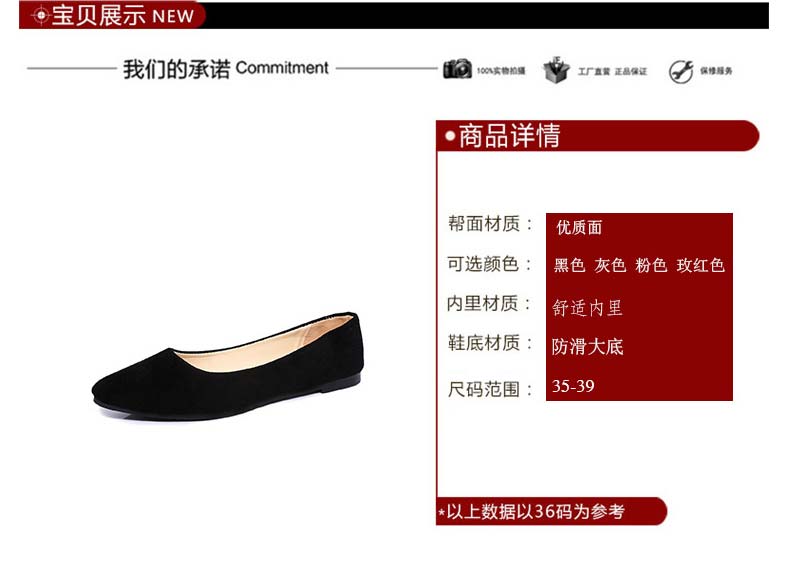 宝贝展示 NEW
我们的承诺 Commitment
100%实物拍摄
工厂直营 正品保证
保修服务
商品详情
帮面材质： 优质面
可选颜色： 黑色 灰色 粉色 玫红色
内里材质： 舒适内里
鞋底材质： 防滑大底
尺码范围： 35-39
*以上数据以36码为参考